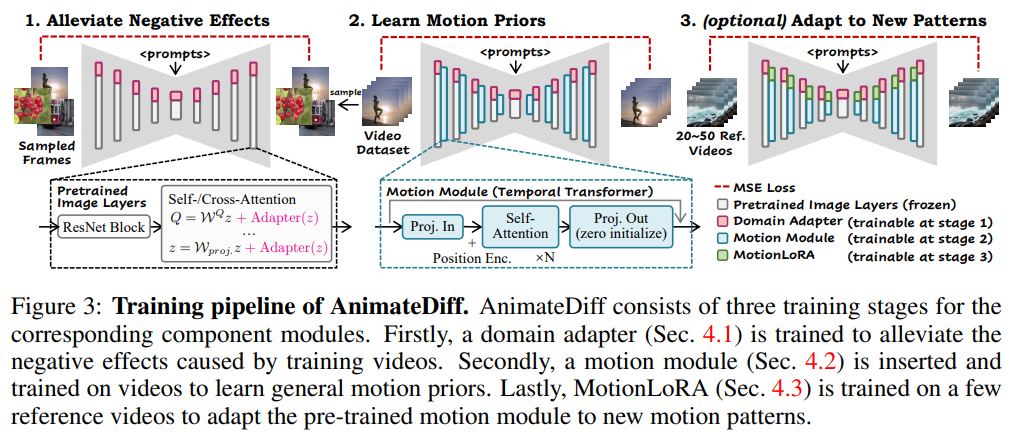 1. Alleviate Negative Effects
2. Learn Motion Priors
3. (optional) Adapt to New Patterns
<prompts>
<prompts>
<prompts>
Sampled
Frames
sample
Video
Dataset
20~50 Ref.
Videos
Pretrained
Image Layers
ResNet Block
Self-/Cross-Attention
Q = W^Q z + Adapter(z)
...
z = W_proj. z + Adapter(z)
Motion Module (Temporal Transformer)
Proj. In
+
Position Enc.
Self-
Attention
×N
Proj. Out
(zero initialize)
MSE Loss
Pretrained Image Layers (frozen)
Domain Adapter (trainable at stage 1)
Motion Module (trainable at stage 2)
MotionLoRA (trainable at stage 3)
Figure 3: Training pipeline of AnimateDiff. AnimateDiff consists of three training stages for the
corresponding component modules. Firstly, a domain adapter (Sec. 4.1) is trained to alleviate the
negative effects caused by training videos. Secondly, a motion module (Sec. 4.2) is inserted and
trained on videos to learn general motion priors. Lastly, MotionLoRA (Sec. 4.3) is trained on a few
reference videos to adapt the pre-trained motion module to new motion patterns.